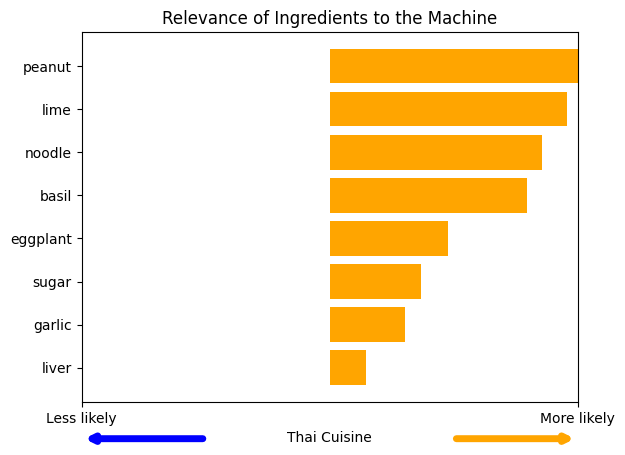 Relevance of Ingredients to the Machine
peanut
lime
noodle
basil
eggplant
sugar
garlic
liver
Less likely
More likely
Thai Cuisine